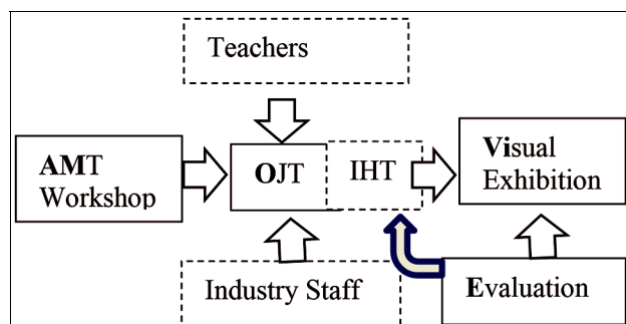 Teachers
AMT
Workshop
OJT
IHT
Visual
Exhibition
Industry Staff
Evaluation